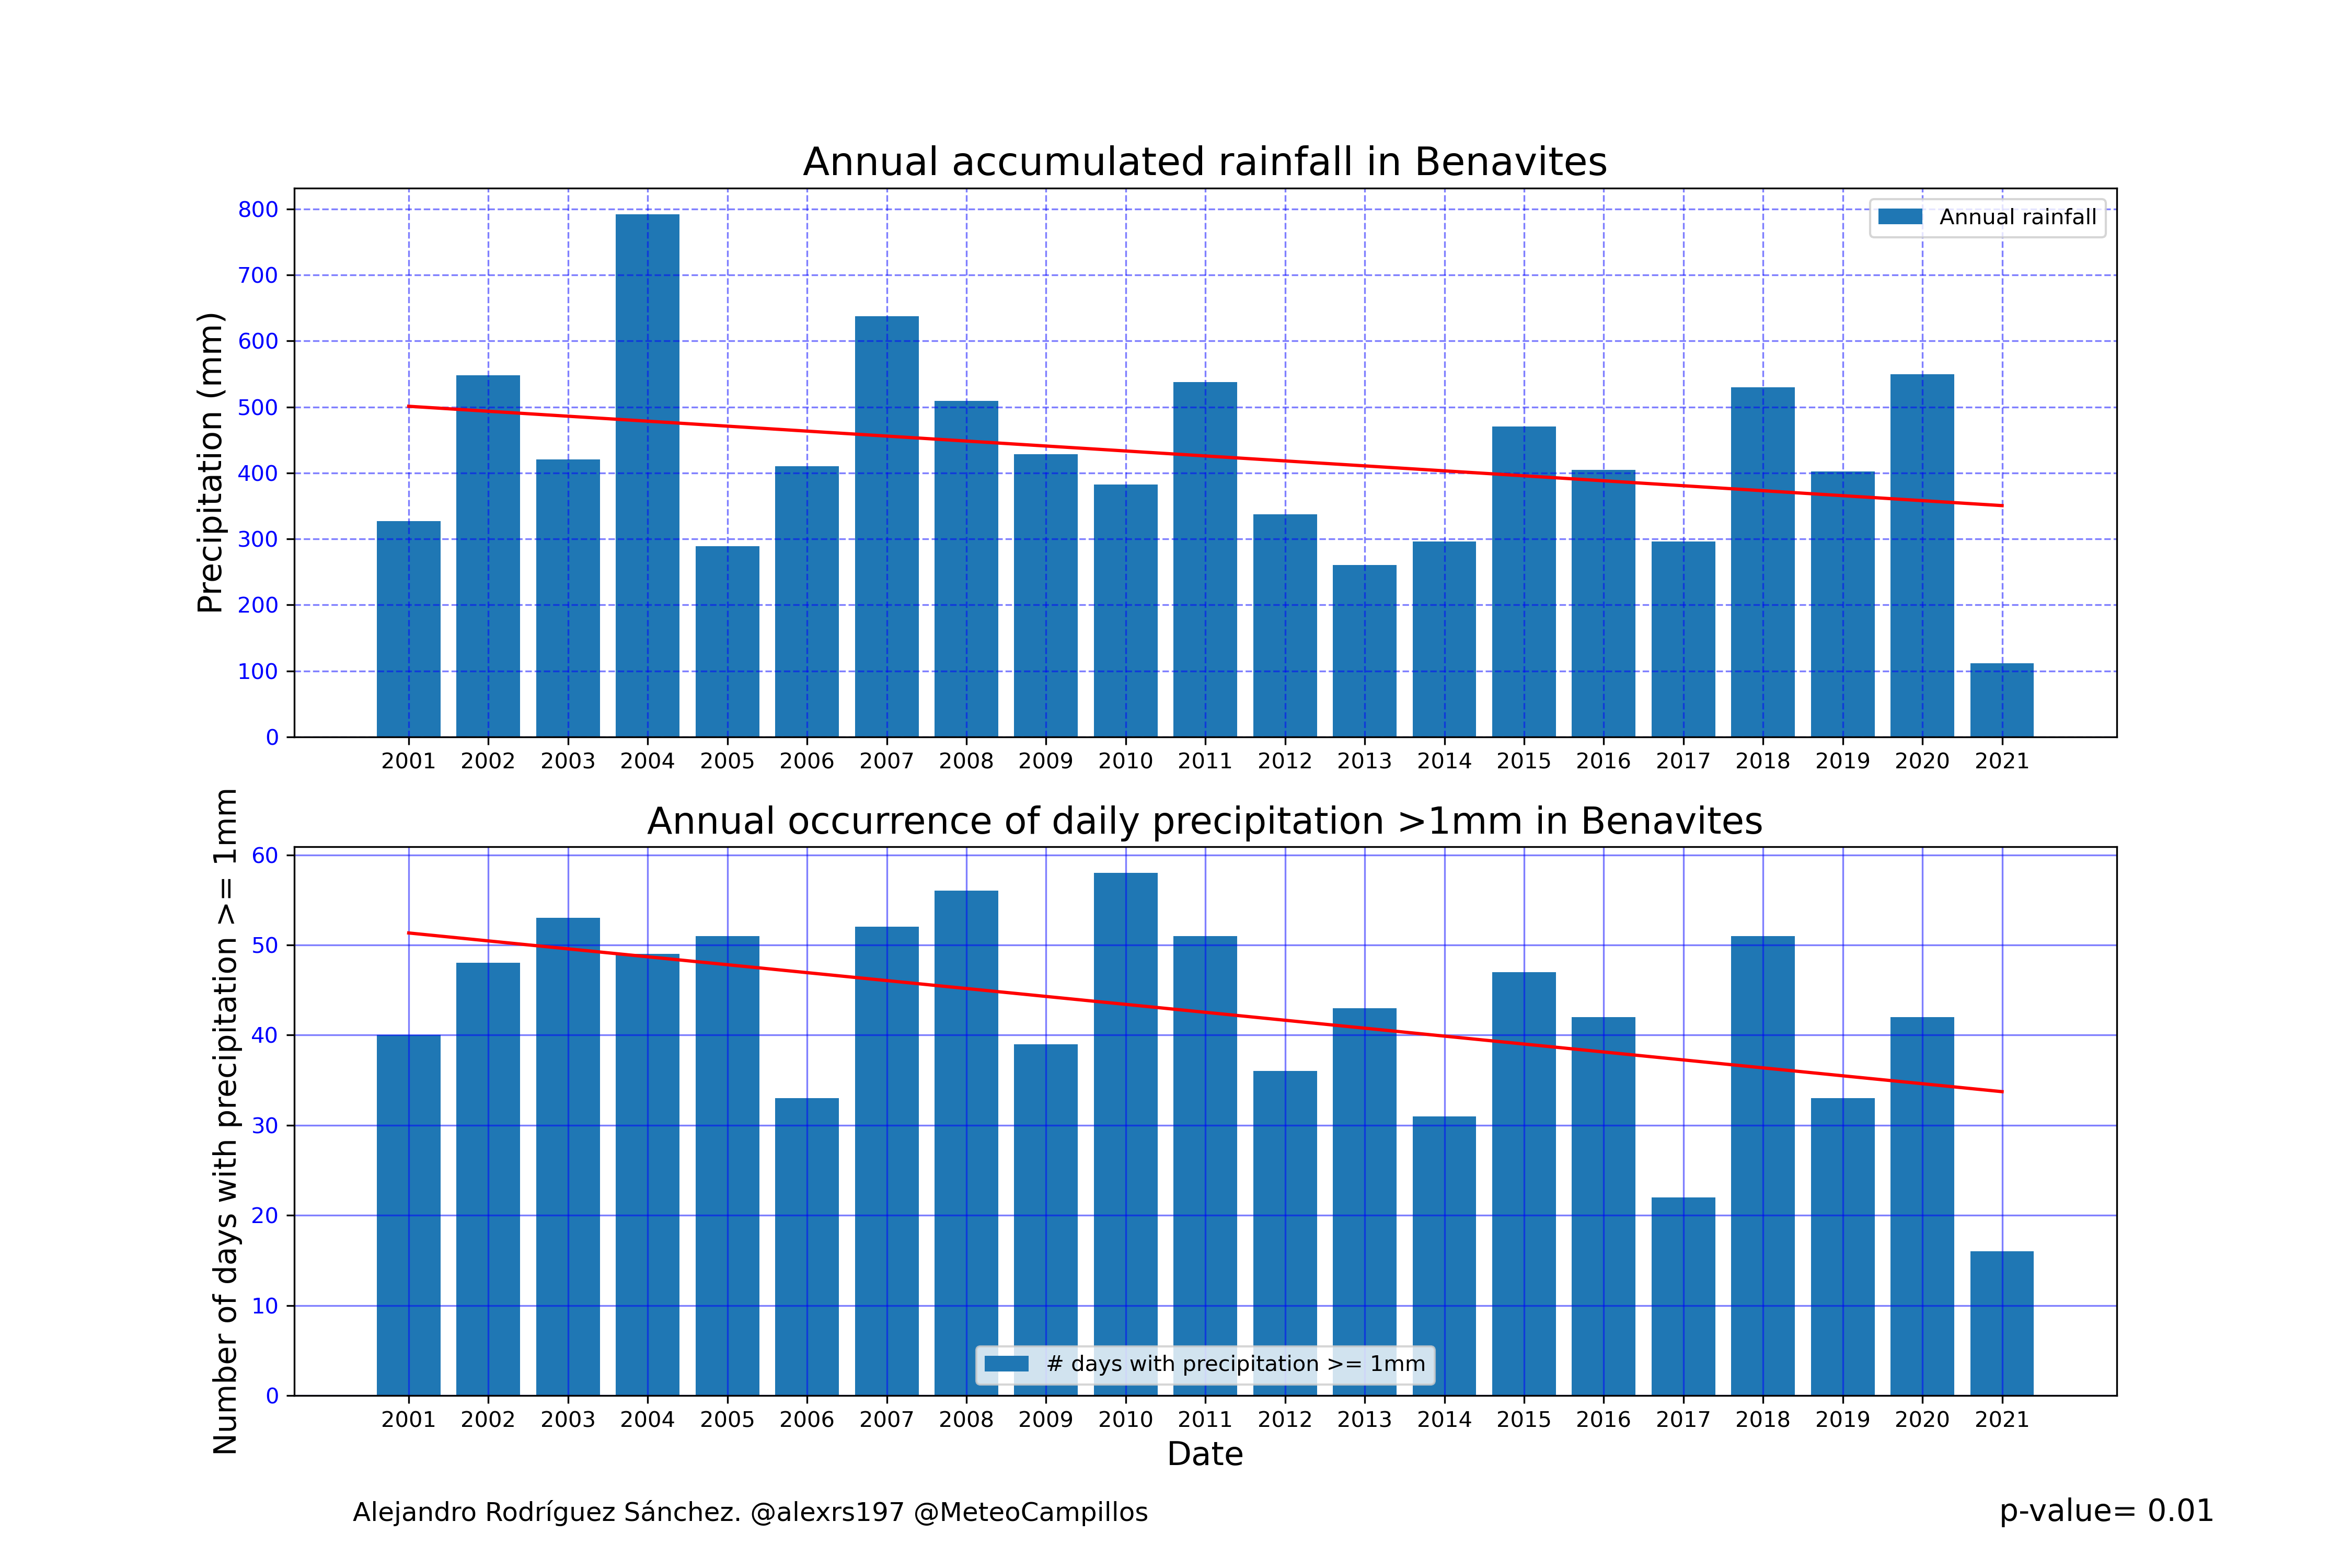 Annual accumulated rainfall in Benavites
Precipitation (mm)
800
700
600
500
400
300
200
100
0
Annual rainfall
2001 2002 2003 2004 2005 2006 2007 2008 2009 2010 2011 2012 2013 2014 2015 2016 2017 2018 2019 2020 2021
Annual occurrence of daily precipitation >1mm in Benavites
Number of days with precipitation >= 1mm
60
50
40
30
20
10
0
# days with precipitation >= 1mm
2001 2002 2003 2004 2005 2006 2007 2008 2009 2010 2011 2012 2013 2014 2015 2016 2017 2018 2019 2020 2021
Date
Alejandro Rodríguez Sánchez. @alexrs197 @MeteoCampillos
p-value= 0.01